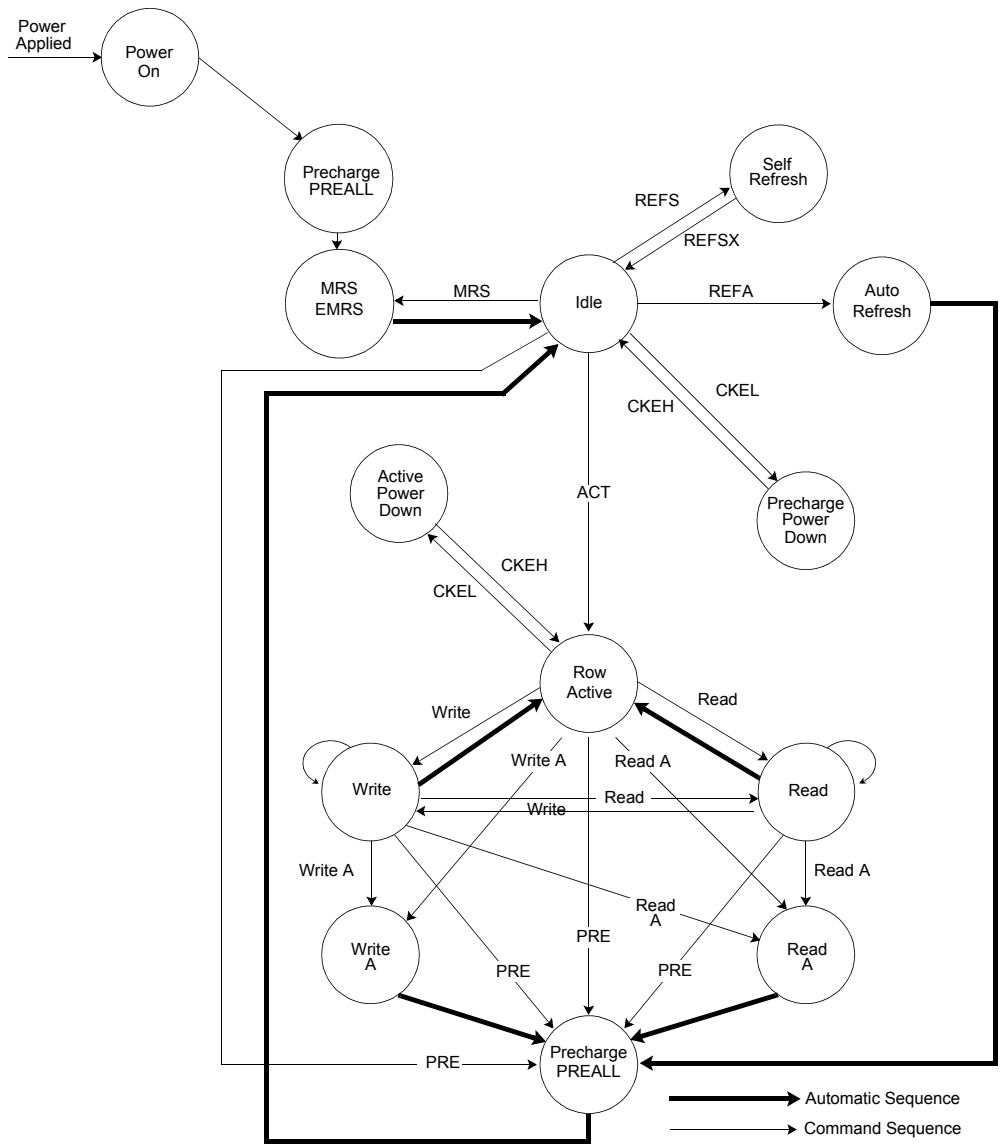 Power
Applied
Power
On
Precharge
PREALL
Self
Refresh
REFS
REFSX
MRS
EMRS
MRS
Idle
REFA
Auto
Refresh
CKEL
CKEH
Active
Power
Down
ACT
Precharge
Power
Down
CKEH
CKEL
Row
Active
Write
Read
Write A
Read A
Write
Read
Write
Read
Write A
Read A
Read
A
PRE
Write
A
Read
A
PRE
PRE
Precharge
PREALL
PRE
Automatic Sequence
Command Sequence